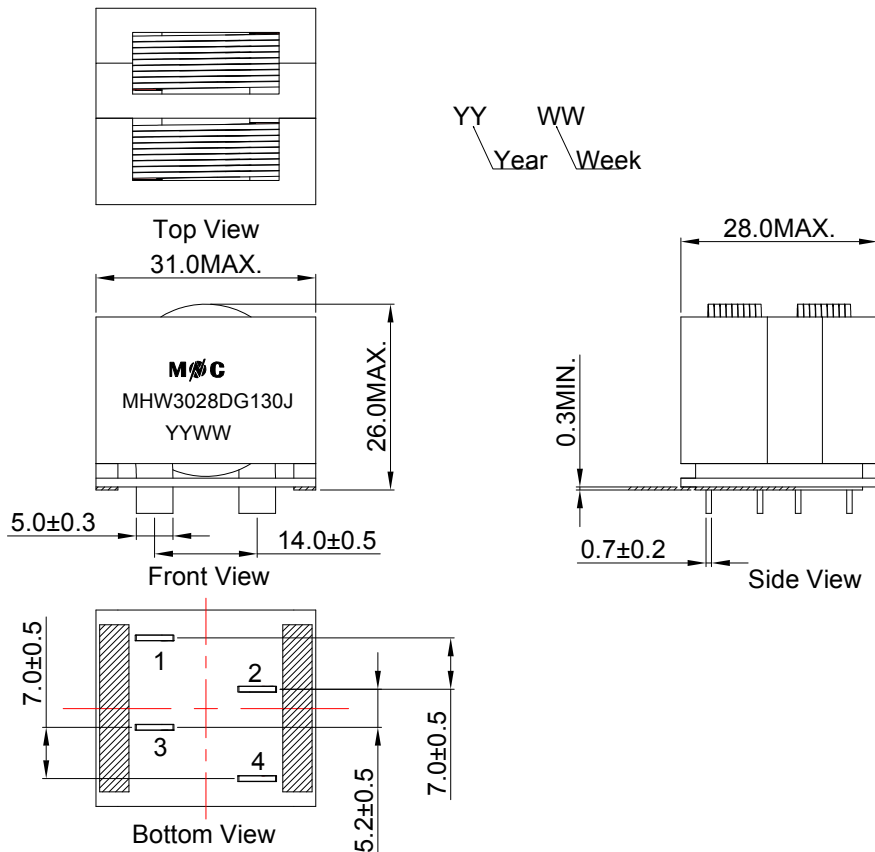 YY WW
Year Week
Top View
31.0MAX.
28.0MAX.
MHW3028DG130J
YYWW
26.0MAX.
0.3MIN.
5.0±0.3
14.0±0.5
0.7±0.2
Front View
Side View
1
2
3
4
7.0±0.5
7.0±0.5
5.2±0.5
Bottom View